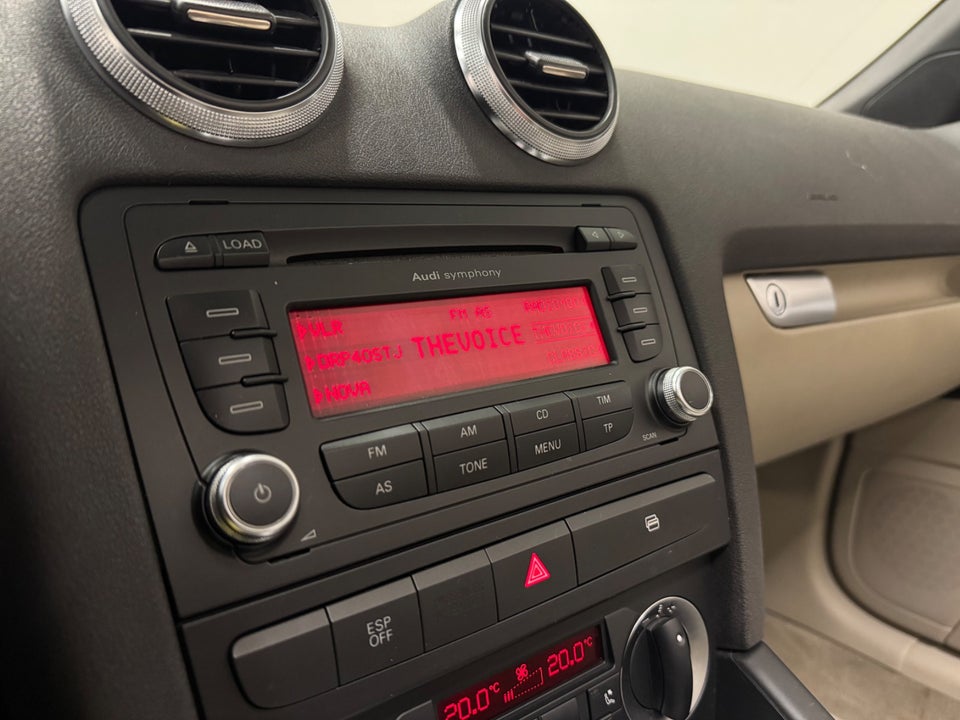 LOAD
Audi symphony
VLR
FM AS
DRP4OSTJ
THEVOICE
NOVA
FM
AM
CD
TIM
AS
TONE
MENU
TP
SCAN
ESP
OFF
20.0°C
20.0°C